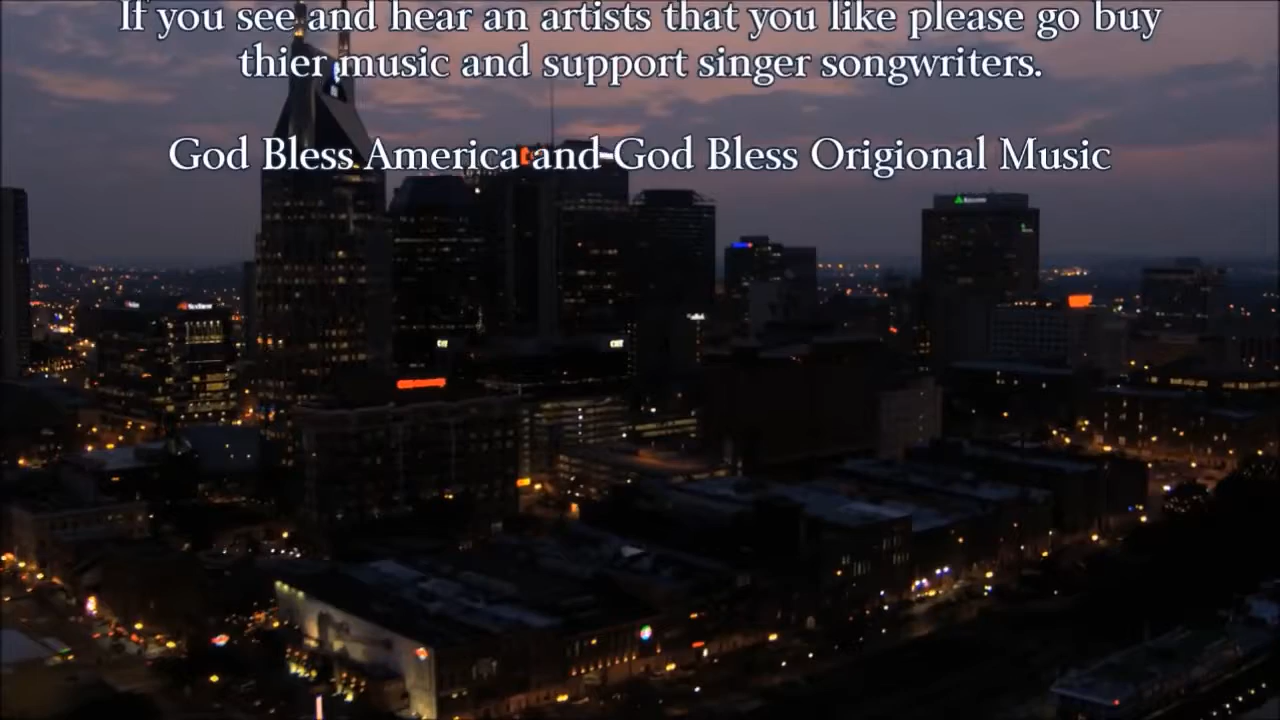 If you see and hear an artists that you like please go buy
thier music and support singer songwriters.
God Bless America and God Bless Origional Music